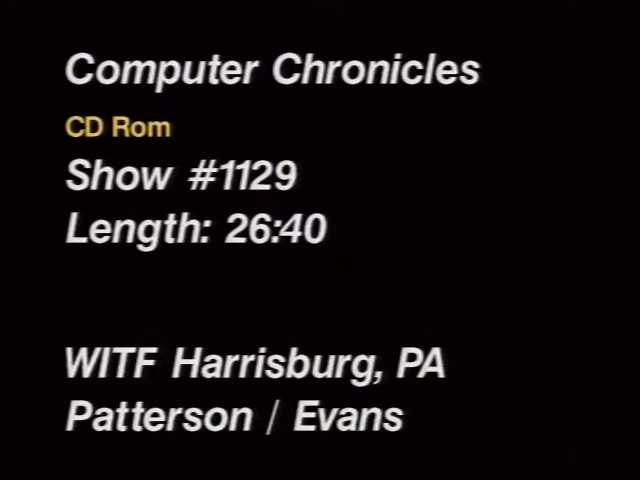 Computer Chronicles
CD Rom
Show #1129
Length: 26:40
WITF Harrisburg, PA
Patterson / Evans